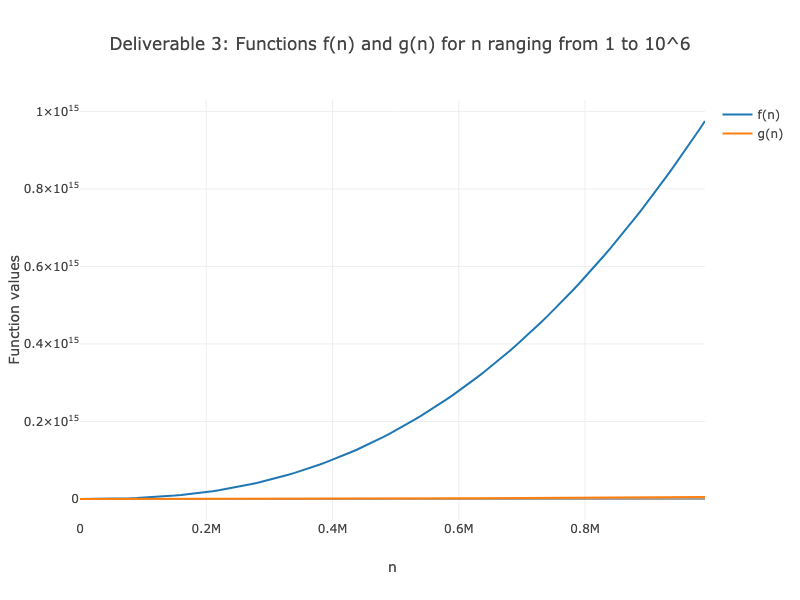 Deliverable 3: Functions f(n) and g(n) for n ranging from 1 to 10^6
f(n)
g(n)
Function values
1×10¹⁵
0.8×10¹⁵
0.6×10¹⁵
0.4×10¹⁵
0.2×10¹⁵
0
0
0.2M
0.4M
0.6M
0.8M
n